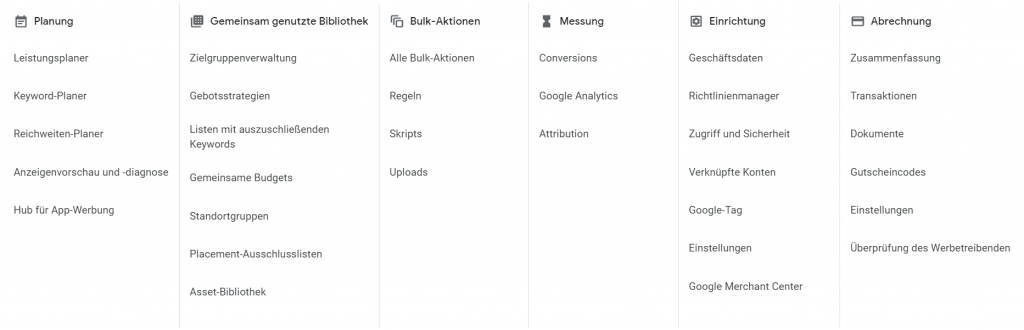 Planung
Leistungsplaner
Keyword-Planer
Reichweiten-Planer
Anzeigenvorschau und -diagnose
Hub für App-Werbung
Gemeinsam genutzte Bibliothek
Zielgruppenverwaltung
Gebotsstrategien
Listen mit auszuschließenden
Keywords
Gemeinsame Budgets
Standortgruppen
Placement-Ausschlusslisten
Asset-Bibliothek
Bulk-Aktionen
Alle Bulk-Aktionen
Regeln
Skripts
Uploads
Messung
Conversions
Google Analytics
Attribution
Einrichtung
Geschäftsdaten
Richtlinienmanager
Zugriff und Sicherheit
Verknüpfte Konten
Google-Tag
Einstellungen
Google Merchant Center
Abrechnung
Zusammenfassung
Transaktionen
Dokumente
Gutscheincodes
Einstellungen
Überprüfung des Werbetreibenden